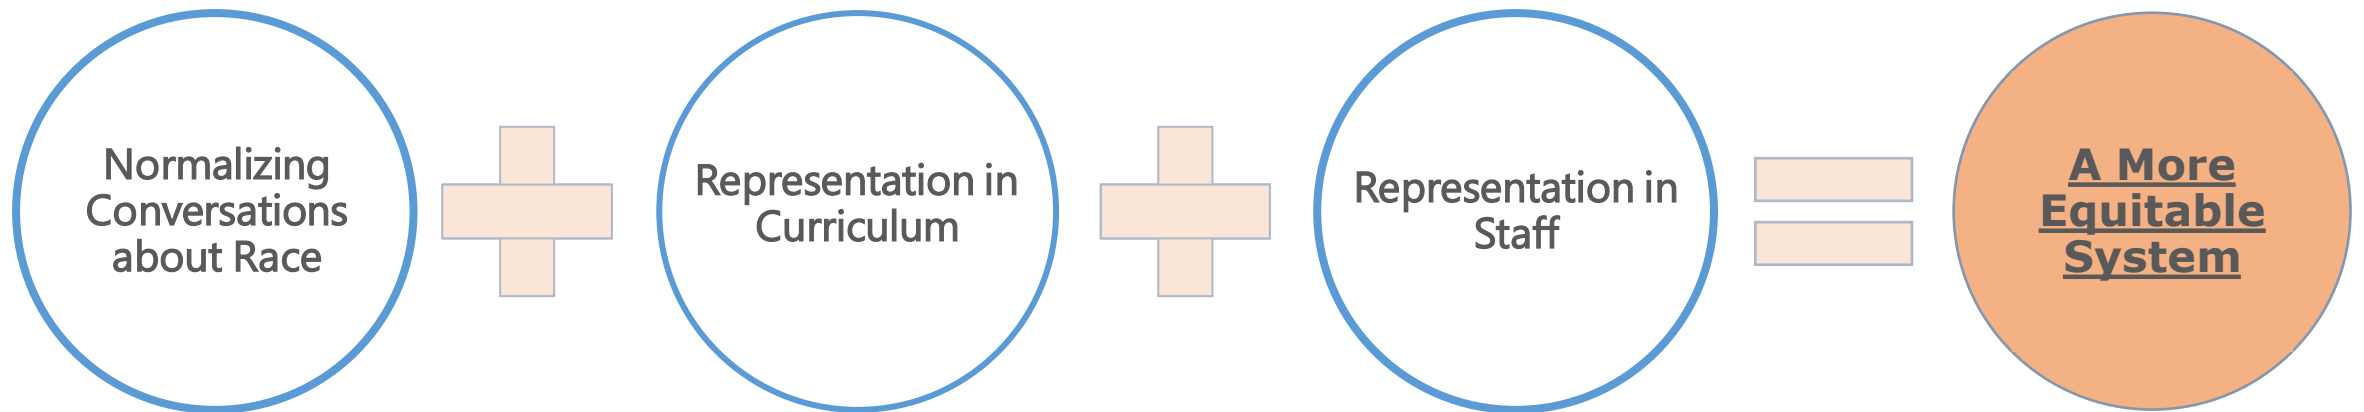 Normalizing
Conversations
about Race
Representation in
Curriculum
Representation in
Staff
A More
Equitable
System